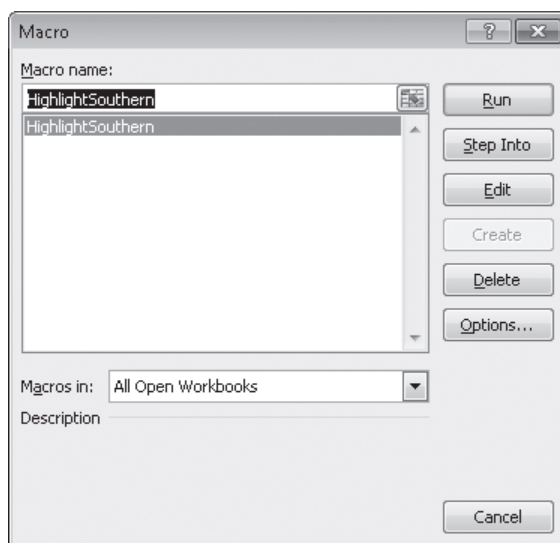 Macro
Macro name:
HighlightSouthern
HighlightSouthern
Run
Step Into
Edit
Create
Delete
Options...
Macros in: All Open Workbooks
Description
Cancel